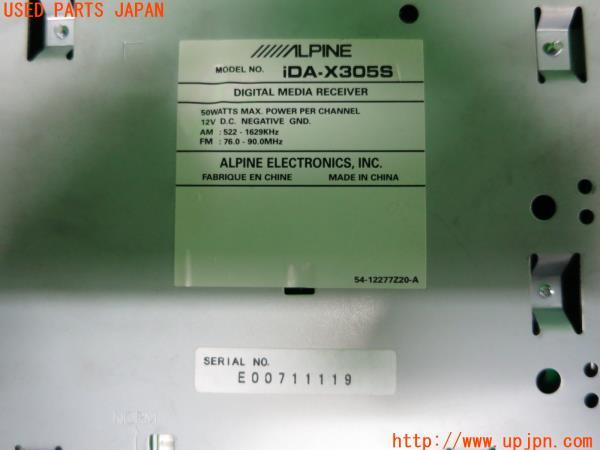 USED PARTS JAPAN
ALPINE
MODEL NO. iDA-X305S
DIGITAL MEDIA RECEIVER
50WATTS MAX. POWER PER CHANNEL
12V D.C. NEGATIVE GND.
AM : 522 - 1629KHz
FM : 76.0 - 90.0MHz
ALPINE ELECTRONICS, INC.
FABRIQUE EN CHINE MADE IN CHINA
54-12277Z20-A
SERIAL NO.
E00711119
http://www.upjpn.com